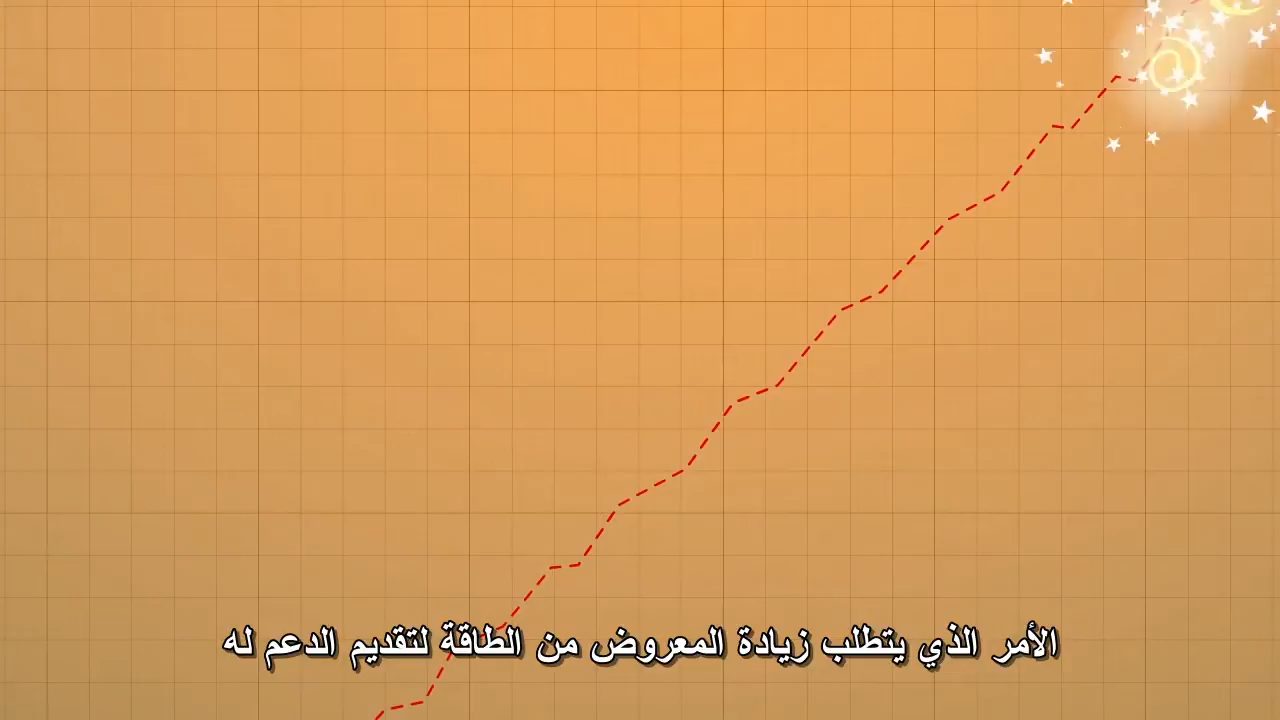 الأمر الذي يتطلب زيادة المعروض من الطاقة لتقديم الدعم له